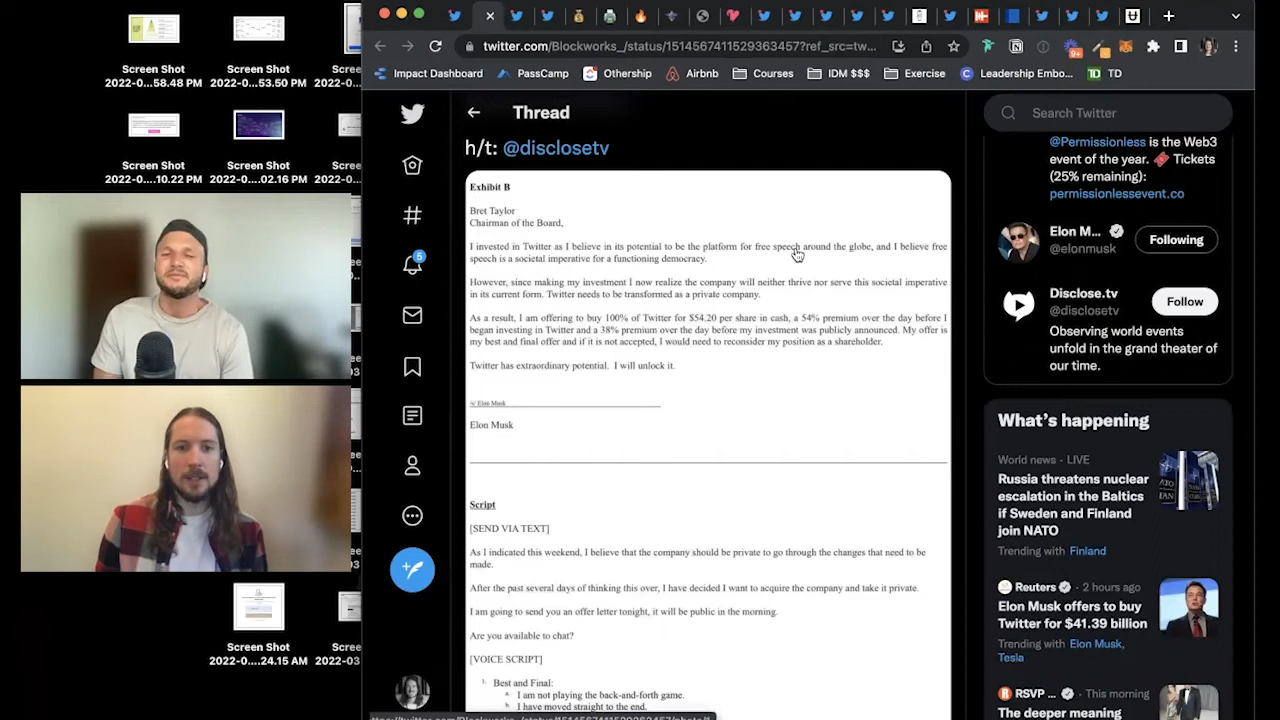 twitter.com/Blockworks_/status/1514567411529363457?ref_src=tw...
Impact Dashboard
PassCamp
Othership
Airbnb
Courses
IDM $$$
Exercise
Leadership Embo...
TD
TD
Screen Shot
2022-0....58.48 PM
Screen Shot
2022-0...53.50 PM
Scree
2022-03
Screen Shot
2022-0....10.22 PM
Screen Shot
2022-0...02.16 PM
Scree
2022-03
Screen Shot
2022-0...24.15 AM
Scree
2022-03
5
Thread
h/t: @disclosetv
Exhibit B
Bret Taylor
Chairman of the Board,
I invested in Twitter as I believe in its potential to be the platform for free speech around the globe, and I believe free
speech is a societal imperative for a functioning democracy.
However, since making my investment I now realize the company will neither thrive nor serve this societal imperative
in its current form. Twitter needs to be transformed as a private company.
As a result, I am offering to buy 100% of Twitter for $54.20 per share in cash, a 54% premium over the day before I
began investing in Twitter and a 38% premium over the day before my investment was publicly announced. My offer is
my best and final offer and if it is not accepted, I would need to reconsider my position as a shareholder.
Twitter has extraordinary potential. I will unlock it.
/s/ Elon Musk
Elon Musk
Script
[SEND VIA TEXT]
As I indicated this weekend, I believe that the company should be private to go through the changes that need to be
made.
After the past several days of thinking this over, I have decided I want to acquire the company and take it private.
I am going to send you an offer letter tonight, it will be public in the morning.
Are you available to chat?
[VOICE SCRIPT]
1. Best and Final:
a. I am not playing the back-and-forth game.
b. I have moved straight to the end.
Search Twitter
@Permissionless is the Web3
event of the year. 🎟 Tickets
(25% remaining):
permissionlessevent.co
Elon M...
@elonmusk
Following
Disclose.tv
@disclosetv
Follow
Observing world events
unfold in the grand theater of
our time.
What's happening
World news · LIVE
Russia threatens nuclear
escalation in the Baltics
if Sweden and Finland
join NATO
Trending with Finland
Elon Musk
Twitter for $41.39 billion
Trending with Elon Musk,
Tesla
This morning